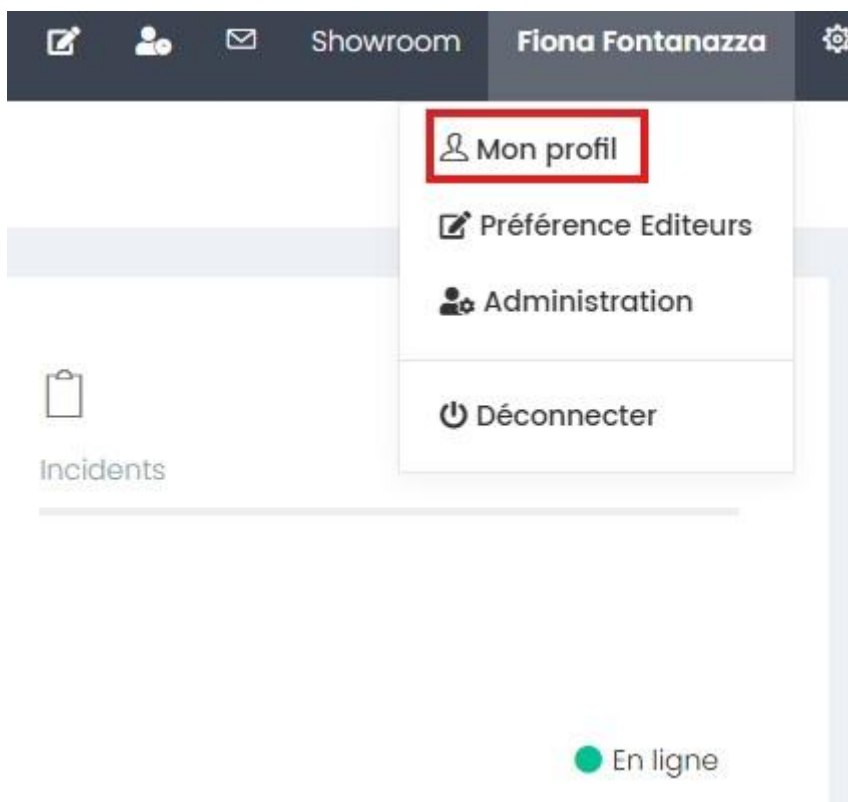 Showroom Fiona Fontanazza
Mon profil
Préférence Editeurs
Administration
Déconnecter
Incidents
En ligne